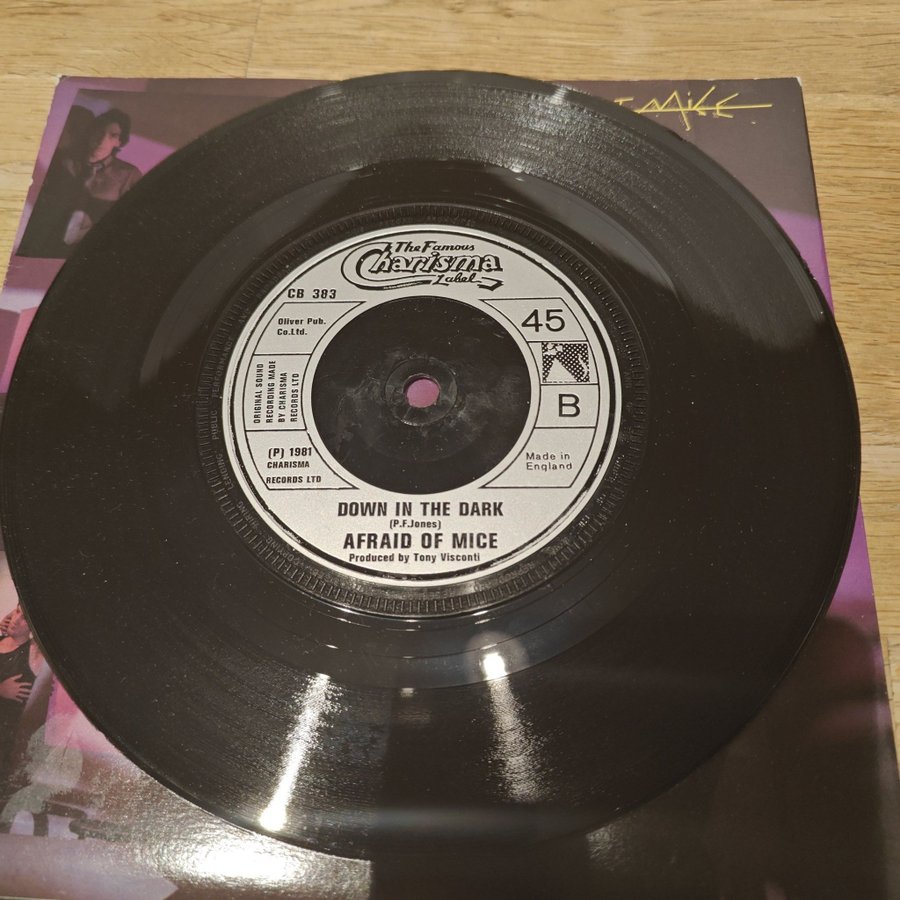 MICE
The Famous
Charisma
Label
CB 383
Oliver Pub.
Co.Ltd.
ORIGINAL SOUND
RECORDING MADE
BY CHARISMA
RECORDS LTD
(P) 1981
CHARISMA
RECORDS LTD
45
B
Made in
England
DOWN IN THE DARK
(P.F.Jones)
AFRAID OF MICE
Produced by Tony Visconti